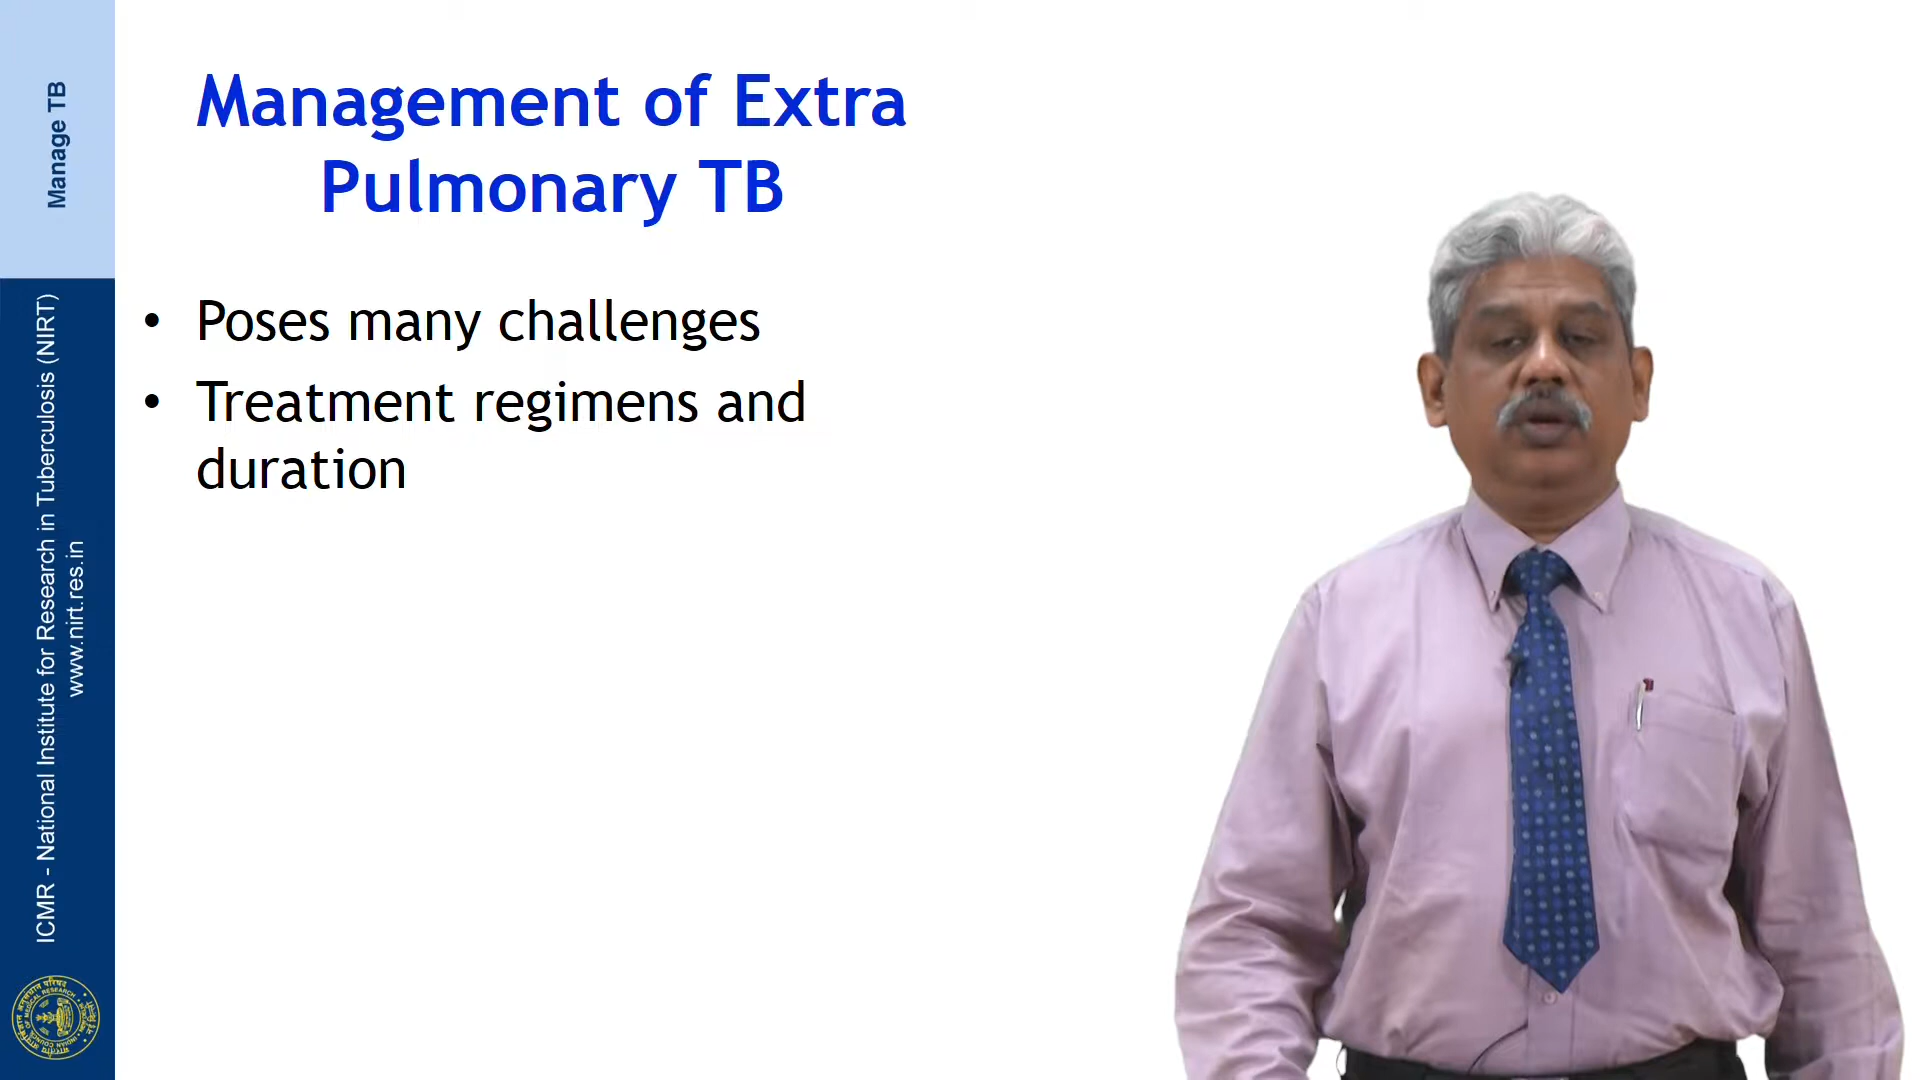 Management of Extra
Pulmonary TB
• Poses many challenges
• Treatment regimens and
duration
Manage TB
ICMR - National Institute for Research in Tuberculosis (NIRT)
www.nirt.res.in